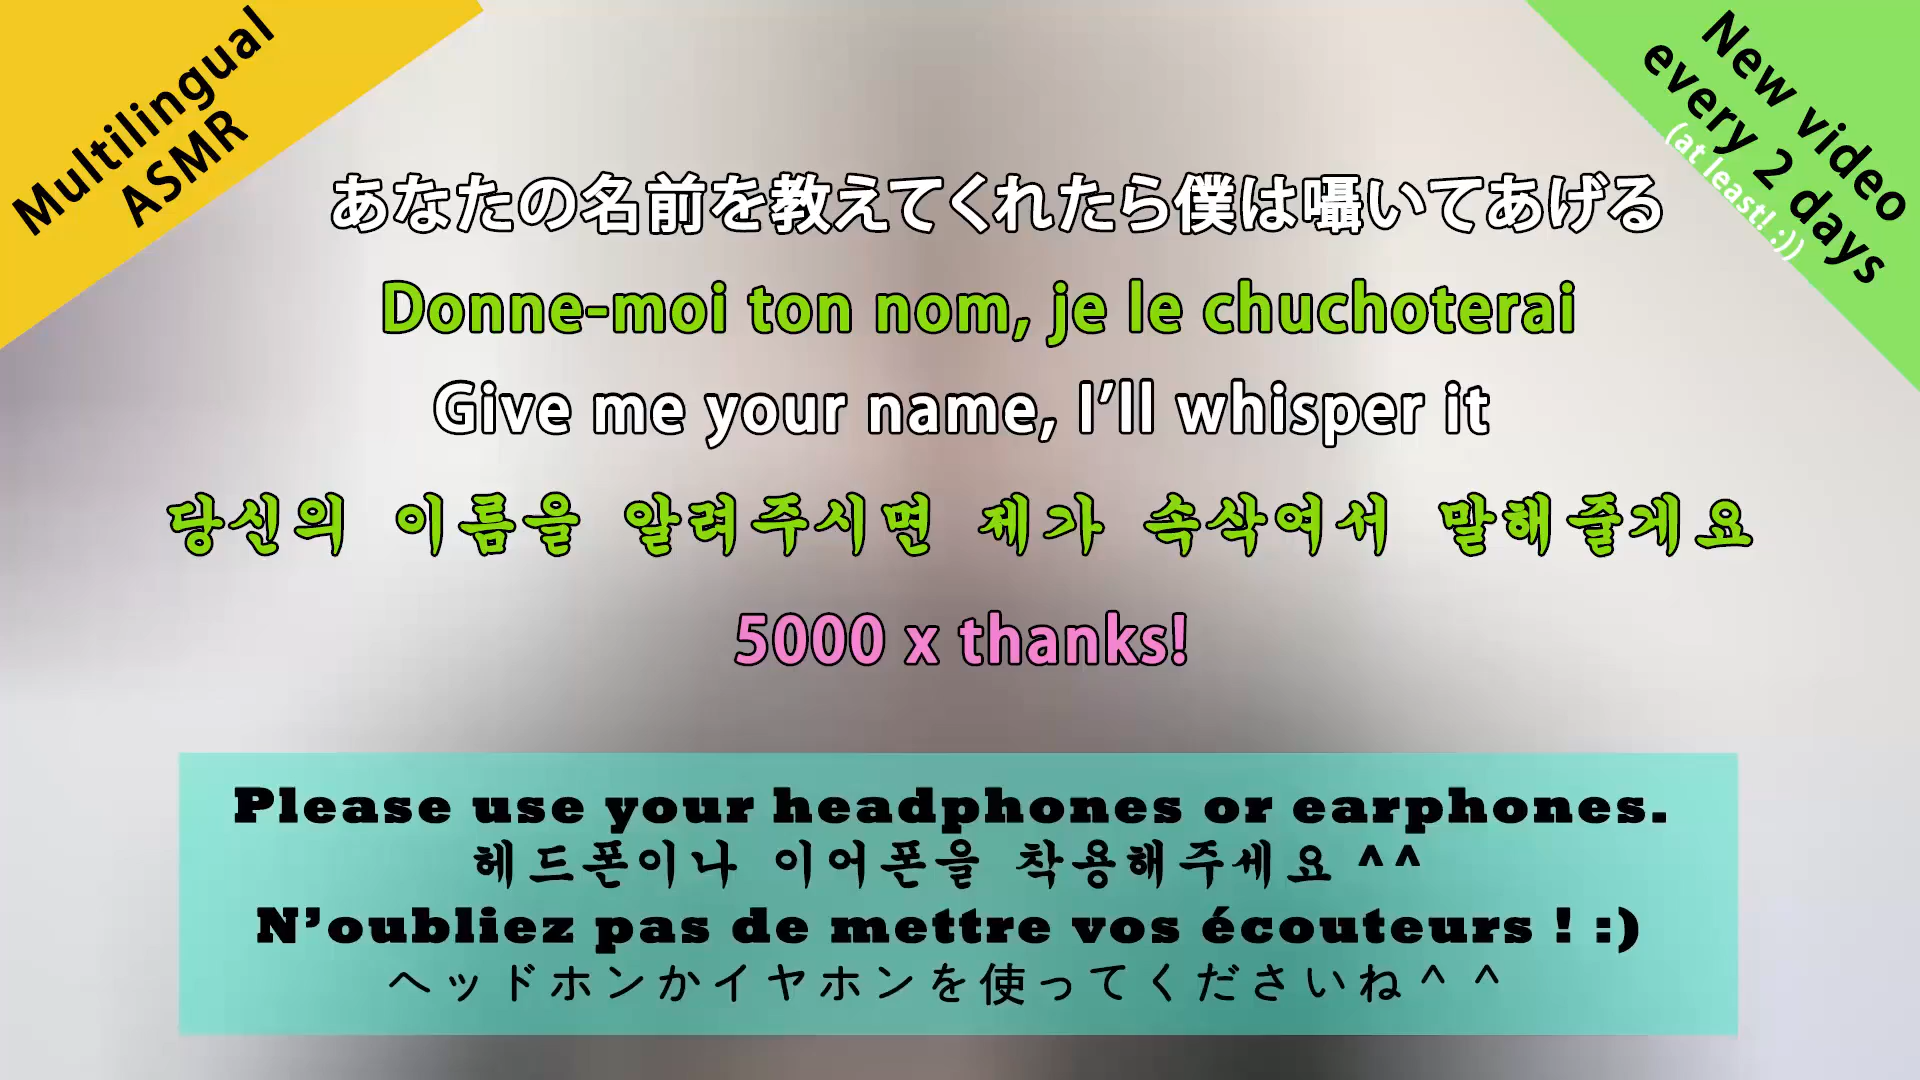 Multilingual
ASMR
New video
every 2 days
(at least! :))
あなたの名前を教えてくれたら僕は囁いてあげる
Donne-moi ton nom, je le chuchoterai
Give me your name, I’ll whisper it
당신의 이름을 알려주시면 제가 속삭여서 말해줄게요
5000 x thanks!
Please use your headphones or earphones.
헤드폰이나 이어폰을 착용해주세요 ^^
N’oubliez pas de mettre vos écouteurs ! :)
ヘッドホンかイヤホンを使ってくださいね^ ^